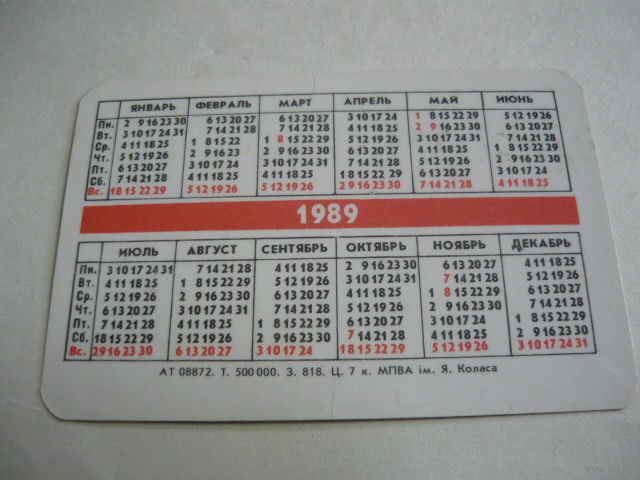 ЯНВАРЬ ФЕВРАЛЬ МАРТ АПРЕЛЬ МАЙ ИЮНЬ
Пн. 2 9 16 23 30 6 13 20 27 6 13 20 27 3 10 17 24 1 8 15 22 29 5 12 19 26
Вт. 3 10 17 24 31 7 14 21 28 7 14 21 28 4 11 18 25 2 9 16 23 30 6 13 20 27
Ср. 4 11 18 25 1 8 15 22 1 8 15 22 29 5 12 19 26 3 10 17 24 31 7 14 21 28
Чт. 5 12 19 26 2 9 16 23 2 9 16 23 30 6 13 20 27 4 11 18 25 1 8 15 22 29
Пт. 6 13 20 27 3 10 17 24 3 10 17 24 31 7 14 21 28 5 12 19 26 2 9 16 23 30
Сб. 7 14 21 28 4 11 18 25 4 11 18 25 1 8 15 22 29 6 13 20 27 3 10 17 24
Вс. 1 8 15 22 29 5 12 19 26 5 12 19 26 2 9 16 23 30 7 14 21 28 4 11 18 25
1989
ИЮЛЬ АВГУСТ СЕНТЯБРЬ ОКТЯБРЬ НОЯБРЬ ДЕКАБРЬ
Пн. 3 10 17 24 31 7 14 21 28 4 11 18 25 2 9 16 23 30 6 13 20 27 4 11 18 25
Вт. 4 11 18 25 1 8 15 22 29 5 12 19 26 3 10 17 24 31 7 14 21 28 5 12 19 26
Ср. 5 12 19 26 2 9 16 23 30 6 13 20 27 4 11 18 25 1 8 15 22 29 6 13 20 27
Чт. 6 13 20 27 3 10 17 24 31 7 14 21 28 5 12 19 26 2 9 16 23 30 7 14 21 28
Пт. 7 14 21 28 4 11 18 25 1 8 15 22 29 6 13 20 27 3 10 17 24 1 8 15 22 29
Сб. 1 8 15 22 29 5 12 19 26 2 9 16 23 30 7 14 21 28 4 11 18 25 2 9 16 23 30
Вс. 2 9 16 23 30 6 13 20 27 3 10 17 24 1 8 15 22 29 5 12 19 26 3 10 17 24 31
АТ 08872. Т. 500 000. З. 818. Ц. 7 к. МПВА ім. Я. Коласа